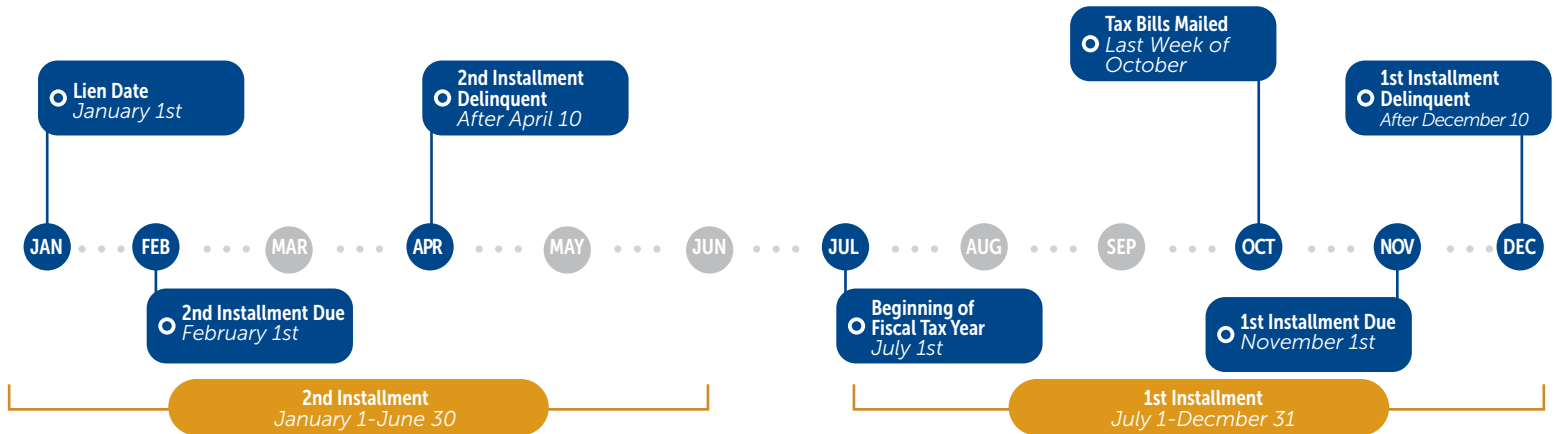 Tax Bills Mailed
Last Week of
October
Lien Date
January 1st
2nd Installment
Delinquent
After April 10
1st Installment
Delinquent
After December 10
JAN
FEB
MAR
APR
MAY
JUN
JUL
AUG
SEP
OCT
NOV
DEC
2nd Installment Due
February 1st
Beginning of
Fiscal Tax Year
July 1st
1st Installment Due
November 1st
2nd Installment
January 1-June 30
1st Installment
July 1-Decmber 31